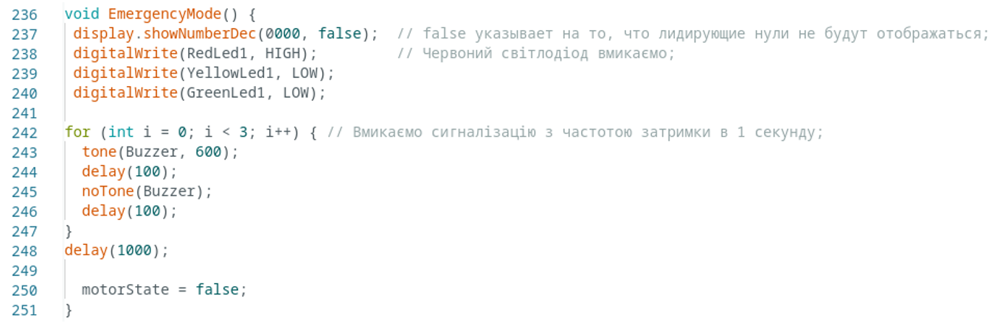 236 void EmergencyMode() {
237 display.showNumberDec(0000, false); // false указывает на то, что лидирующие нули не будут отображаться;
238 digitalWrite(RedLed1, HIGH); // Червоний світлодіод вмикаємо;
239 digitalWrite(YellowLed1, LOW);
240 digitalWrite(GreenLed1, LOW);
241
242 for (int i = 0; i < 3; i++) { // Вмикаємо сигналізацію з частотою затримки в 1 секунду;
243 tone(Buzzer, 600);
244 delay(100);
245 noTone(Buzzer);
246 delay(100);
247 }
248 delay(1000);
249
250 motorState = false;
251 }